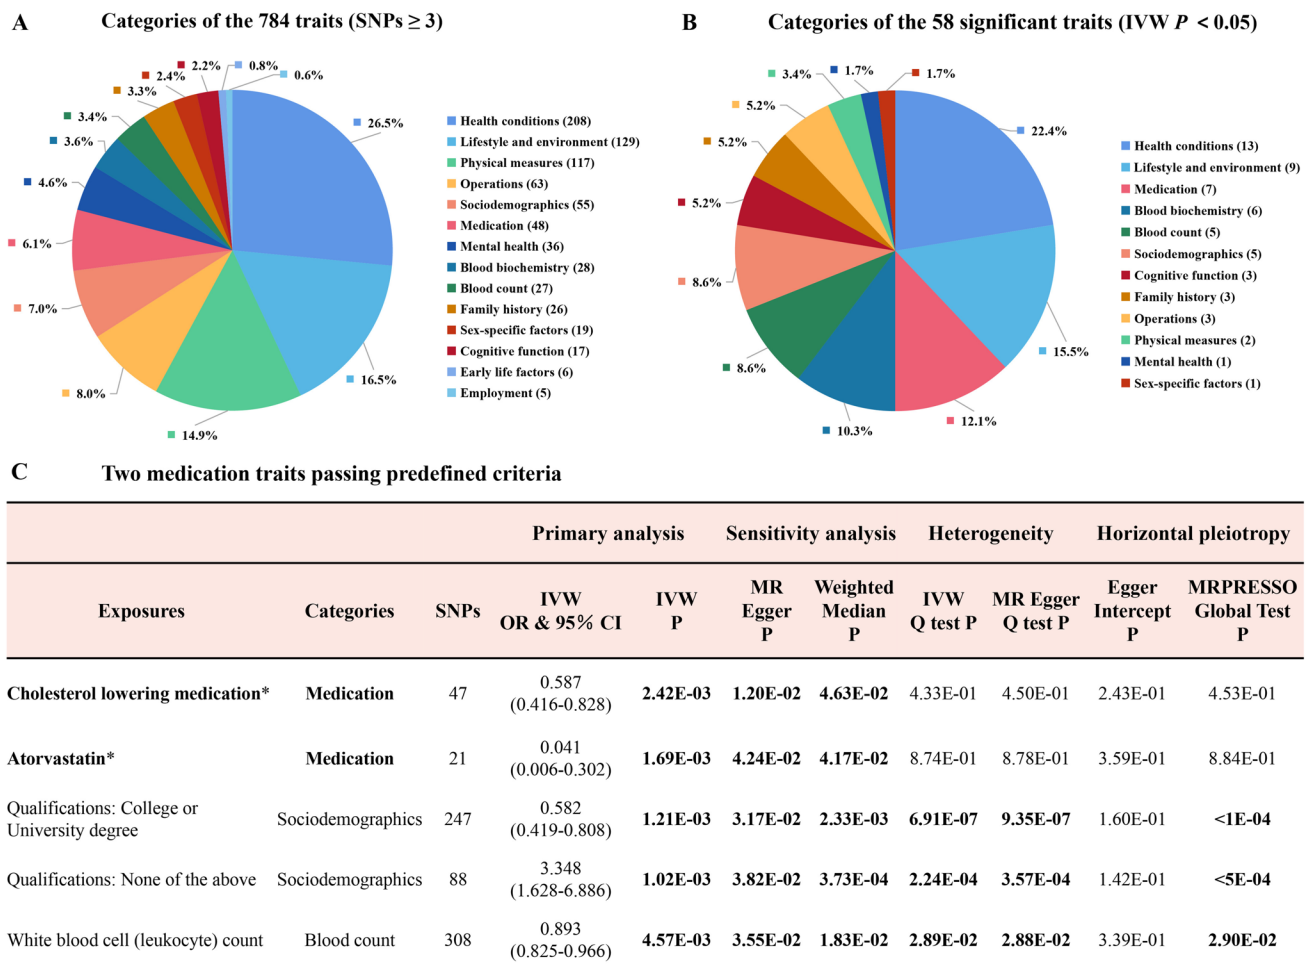 A
Categories of the 784 traits (SNPs ≥ 3)
26.5%
16.5%
14.9%
8.0%
7.0%
6.1%
4.6%
3.6%
3.4%
3.3%
2.4%
2.2%
0.8%
0.6%
Health conditions (208)
Lifestyle and environment (129)
Physical measures (117)
Operations (63)
Sociodemographics (55)
Medication (48)
Mental health (36)
Blood biochemistry (28)
Blood count (27)
Family history (26)
Sex-specific factors (19)
Cognitive function (17)
Early life factors (6)
Employment (5)
B
Categories of the 58 significant traits (IVW P < 0.05)
22.4%
15.5%
12.1%
10.3%
8.6%
8.6%
5.2%
5.2%
5.2%
3.4%
1.7%
1.7%
Health conditions (13)
Lifestyle and environment (9)
Medication (7)
Blood biochemistry (6)
Blood count (5)
Sociodemographics (5)
Cognitive function (3)
Family history (3)
Operations (3)
Physical measures (2)
Mental health (1)
Sex-specific factors (1)
C
Two medication traits passing predefined criteria
Primary analysis Sensitivity analysis Heterogeneity Horizontal pleiotropy
Exposures
Categories
SNPs
IVW
OR & 95% CI
IVW
P
MR
Egger
P
Weighted
Median
P
IVW
Q test P
MR Egger
Q test P
Egger
Intercept
P
MRPRESSO
Global Test
P
Cholesterol lowering medication* Medication 47 0.587 2.42E-03 1.20E-02 4.63E-02 4.33E-01 4.50E-01 2.43E-01 4.53E-01
(0.416-0.828)
Atorvastatin* Medication 21 0.041 1.69E-03 4.24E-02 4.17E-02 8.74E-01 8.78E-01 3.59E-01 8.84E-01
(0.006-0.302)
Qualifications: College or
University degree
Sociodemographics 247 0.582 1.21E-03 3.17E-02 2.33E-03 6.91E-07 9.35E-07 1.60E-01 <1E-04
(0.419-0.808)
Qualifications: None of the above Sociodemographics 88 3.348 1.02E-03 3.82E-02 3.73E-04 2.24E-04 3.57E-04 1.42E-01 <5E-04
(1.628-6.886)
White blood cell (leukocyte) count Blood count 308 0.893 4.57E-03 3.55E-02 1.83E-02 2.89E-02 2.88E-02 3.39E-01 2.90E-02
(0.825-0.966)